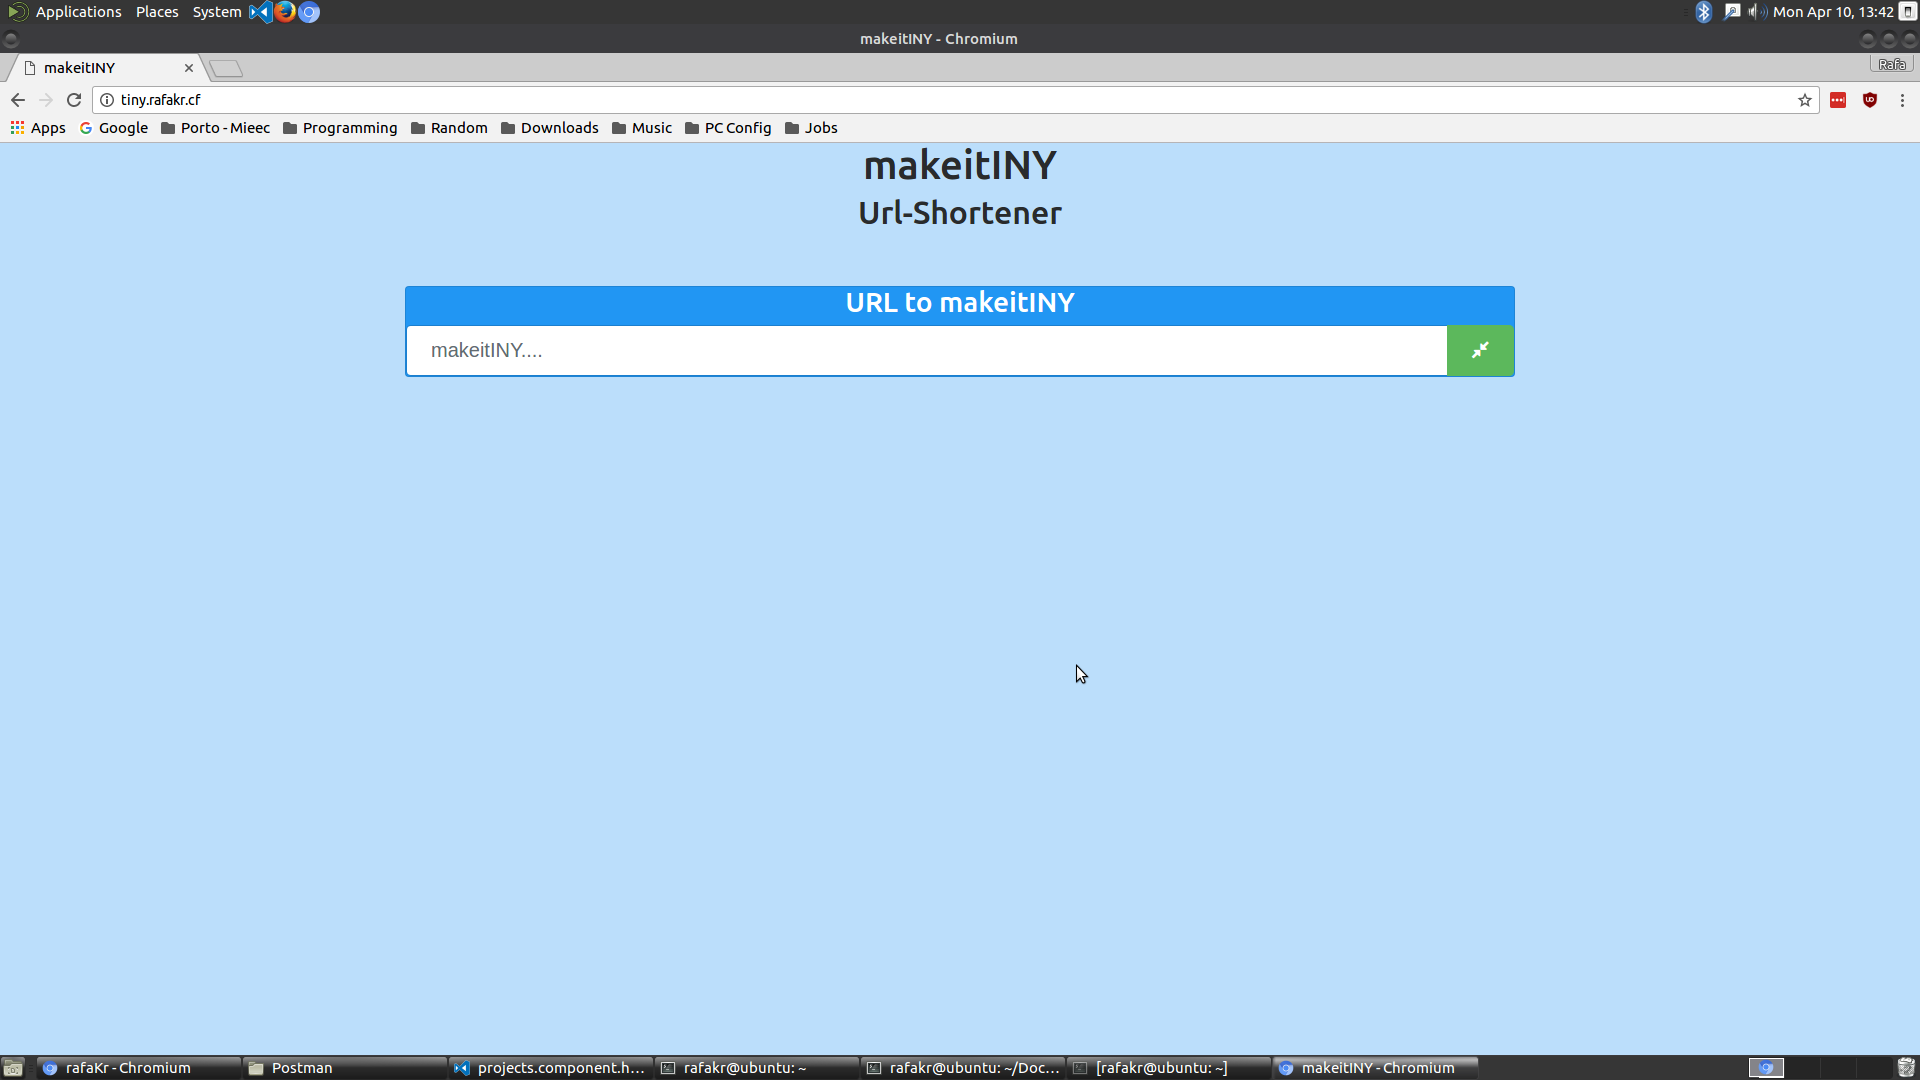 Applications Places System Mon Apr 10, 13:42
makeitINY - Chromium
makeitINY Rafa
tiny.rafakr.cf
Apps Google Porto - Mieec Programming Random Downloads Music PC Config Jobs
makeitINY
Url-Shortener
URL to makeitINY
makeitINY....
rafaKr - Chromium Postman projects.component.h... rafakr@ubuntu: ~ rafakr@ubuntu: ~/Doc... [rafakr@ubuntu: ~] makeitINY - Chromium